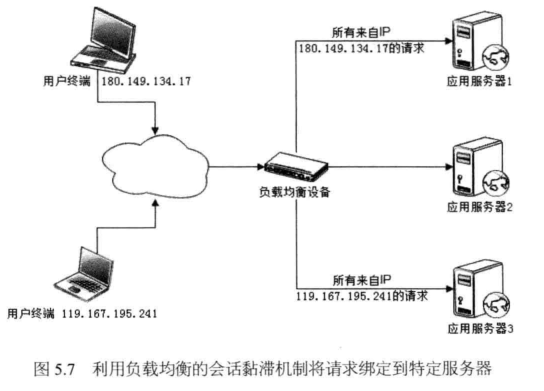 所有来自IP
180.149.134.17的请求
用户终端 180.149.134.17
应用服务器1
负载均衡设备
应用服务器2
所有来自IP
119.167.195.241的请求
用户终端 119.167.195.241
应用服务器3
图 5.7 利用负载均衡的会话黏滞机制将请求绑定到特定服务器